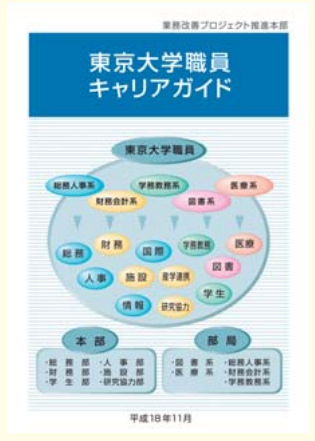 業務改善プロジェクト推進本部
東京大学職員
キャリアガイド
東京大学職員
総務人事系
学務教務系
医療系
財務会計系
図書系
総務
財務
国際
学務教務
医療
人事
施設
産学連携
図書
情報
研究協力
学生
本部
・総務部 ・人事部
・財務部 ・施設部
・学生部 ・研究協力部
部局
・図書系 ・総務人事系
・医療系 ・財務会計系
・学務教務系
平成18年11月